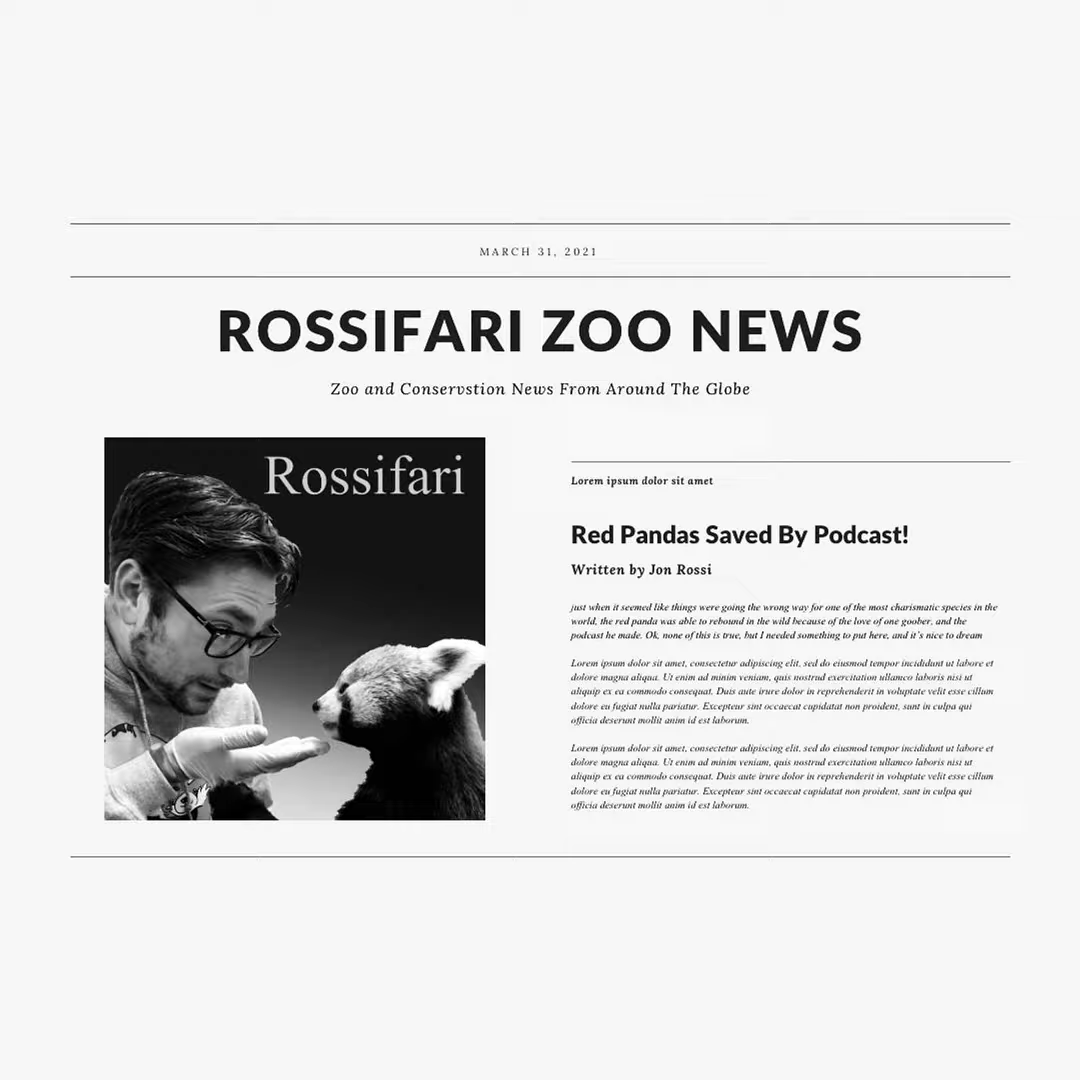 MARCH 31, 2021
ROSSIFARI ZOO NEWS
Zoo and Conservstion News From Around The Globe
Rossifari
Lorem ipsum dolor sit amet
Red Pandas Saved By Podcast!
Written by Jon Rossi
just when it seemed like things were going the wrong way for one of the most charismatic species in the
world, the red panda was able to rebound in the wild because of the love of one goober, and the
podcast he made. Ok, none of this is true, but I needed something to put here, and it's nice to dream
Lorem ipsum dolor sit amet, consectetur adipiscing elit, sed do eiusmod tempor incididunt ut labore et
dolore magna aliqua. Ut enim ad minim veniam, quis nostrud exercitation ullamco laboris nisi ut
aliquip ex ea commodo consequat. Duis aute irure dolor in reprehenderit in voluptate velit esse cillum
dolore eu fugiat nulla pariatur. Excepteur sint occaecat cupidatat non proident, sunt in culpa qui
officia deserunt mollit anim id est laborum.
Lorem ipsum dolor sit amet, consectetur adipiscing elit, sed do eiusmod tempor incididunt ut labore et
dolore magna aliqua. Ut enim ad minim veniam, quis nostrud exercitation ullamco laboris nisi ut
aliquip ex ea commodo consequat. Duis aute irure dolor in reprehenderit in voluptate velit esse cillum
dolore eu fugiat nulla pariatur. Excepteur sint occaecat cupidatat non proident, sunt in culpa qui
officia deserunt mollit anim id est laborum.